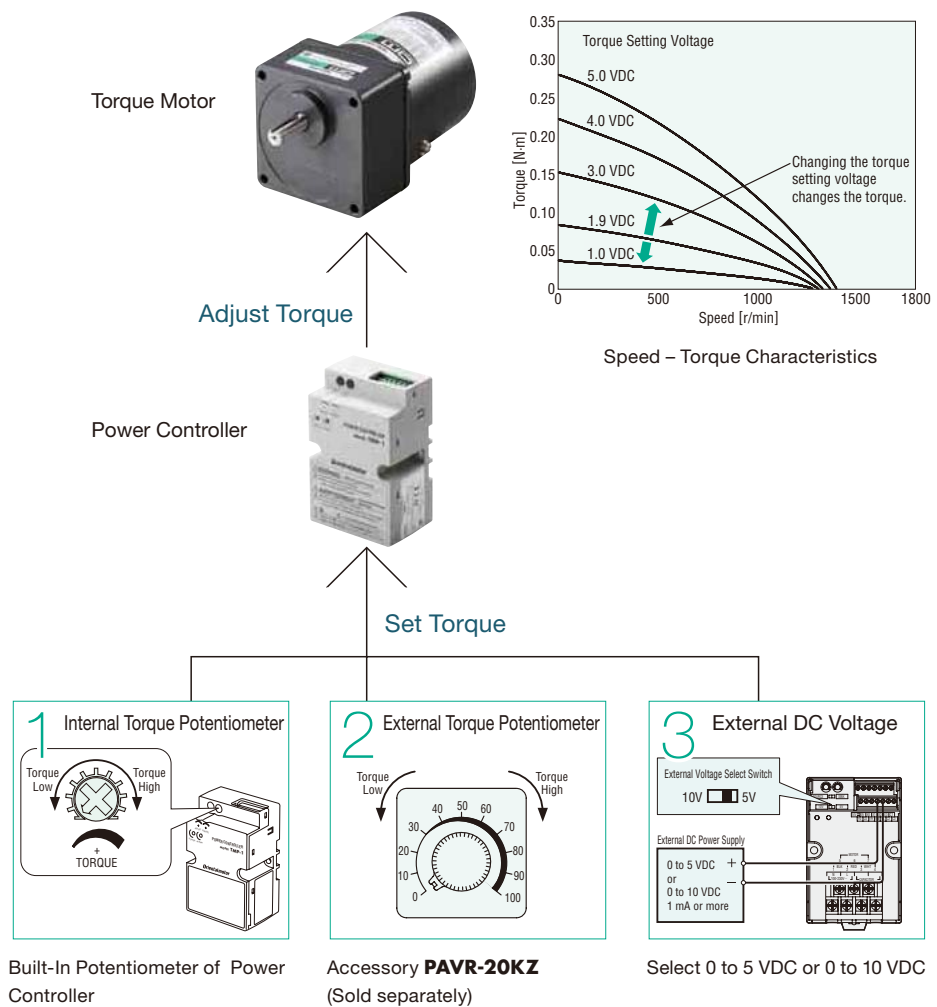 Torque Motor
0.35
0.30
0.25
0.20
0.15
0.10
0.05
0
Torque [N·m]
Torque Setting Voltage
5.0 VDC
4.0 VDC
3.0 VDC
1.9 VDC
1.0 VDC
Changing the torque
setting voltage
changes the torque.
0
500
1000
1500
1800
Speed [r/min]
Speed – Torque Characteristics
Adjust Torque
Power Controller
Set Torque
1
Internal Torque Potentiometer
Torque
Low
Torque
High
+
TORQUE
POWER CONTROLLER
TMP-1
2
External Torque Potentiometer
Torque
Low
Torque
High
0
10
20
30
40
50
60
70
80
90
100
3
External DC Voltage
External Voltage Select Switch
10V 5V
External DC Power Supply
0 to 5 VDC +
or
0 to 10 VDC –
1 mA or more
Built-In Potentiometer of Power
Controller
Accessory PAVR-20KZ
(Sold separately)
Select 0 to 5 VDC or 0 to 10 VDC